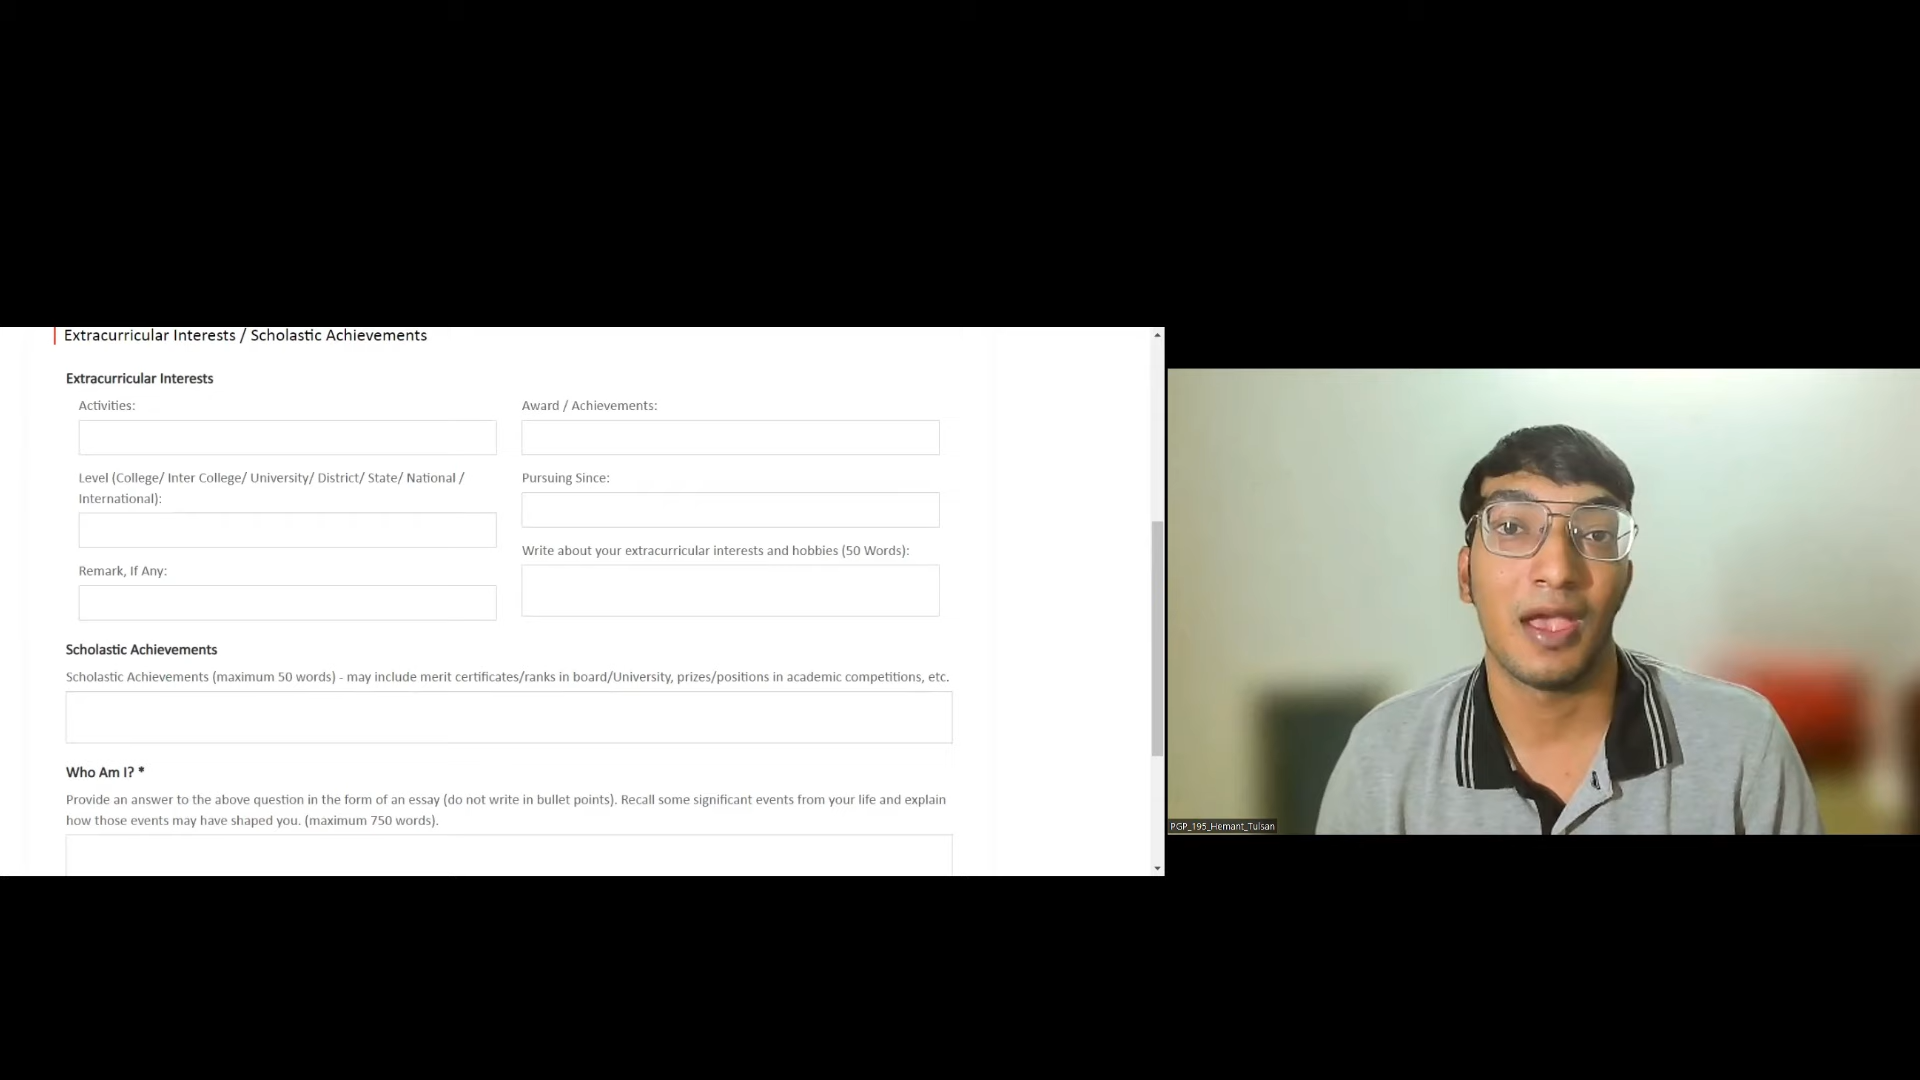 Extracurricular Interests / Scholastic Achievements
Extracurricular Interests
Activities:
Award / Achievements:
Level (College/ Inter College/ University/ District/ State/ National /
International):
Pursuing Since:
Write about your extracurricular interests and hobbies (50 Words):
Remark, If Any:
Scholastic Achievements
Scholastic Achievements (maximum 50 words) - may include merit certificates/ranks in board/University, prizes/positions in academic competitions, etc.
Who Am I? *
Provide an answer to the above question in the form of an essay (do not write in bullet points). Recall some significant events from your life and explain
how those events may have shaped you. (maximum 750 words).
PGP_195_Hemant_Tulsan